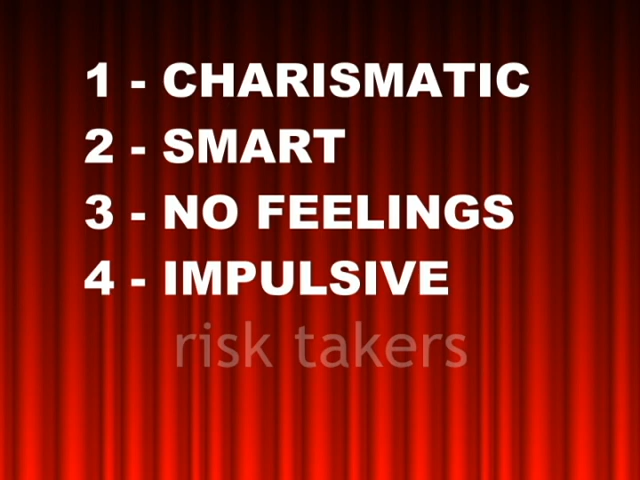 1 - CHARISMATIC
2 - SMART
3 - NO FEELINGS
4 - IMPULSIVE
risk takers